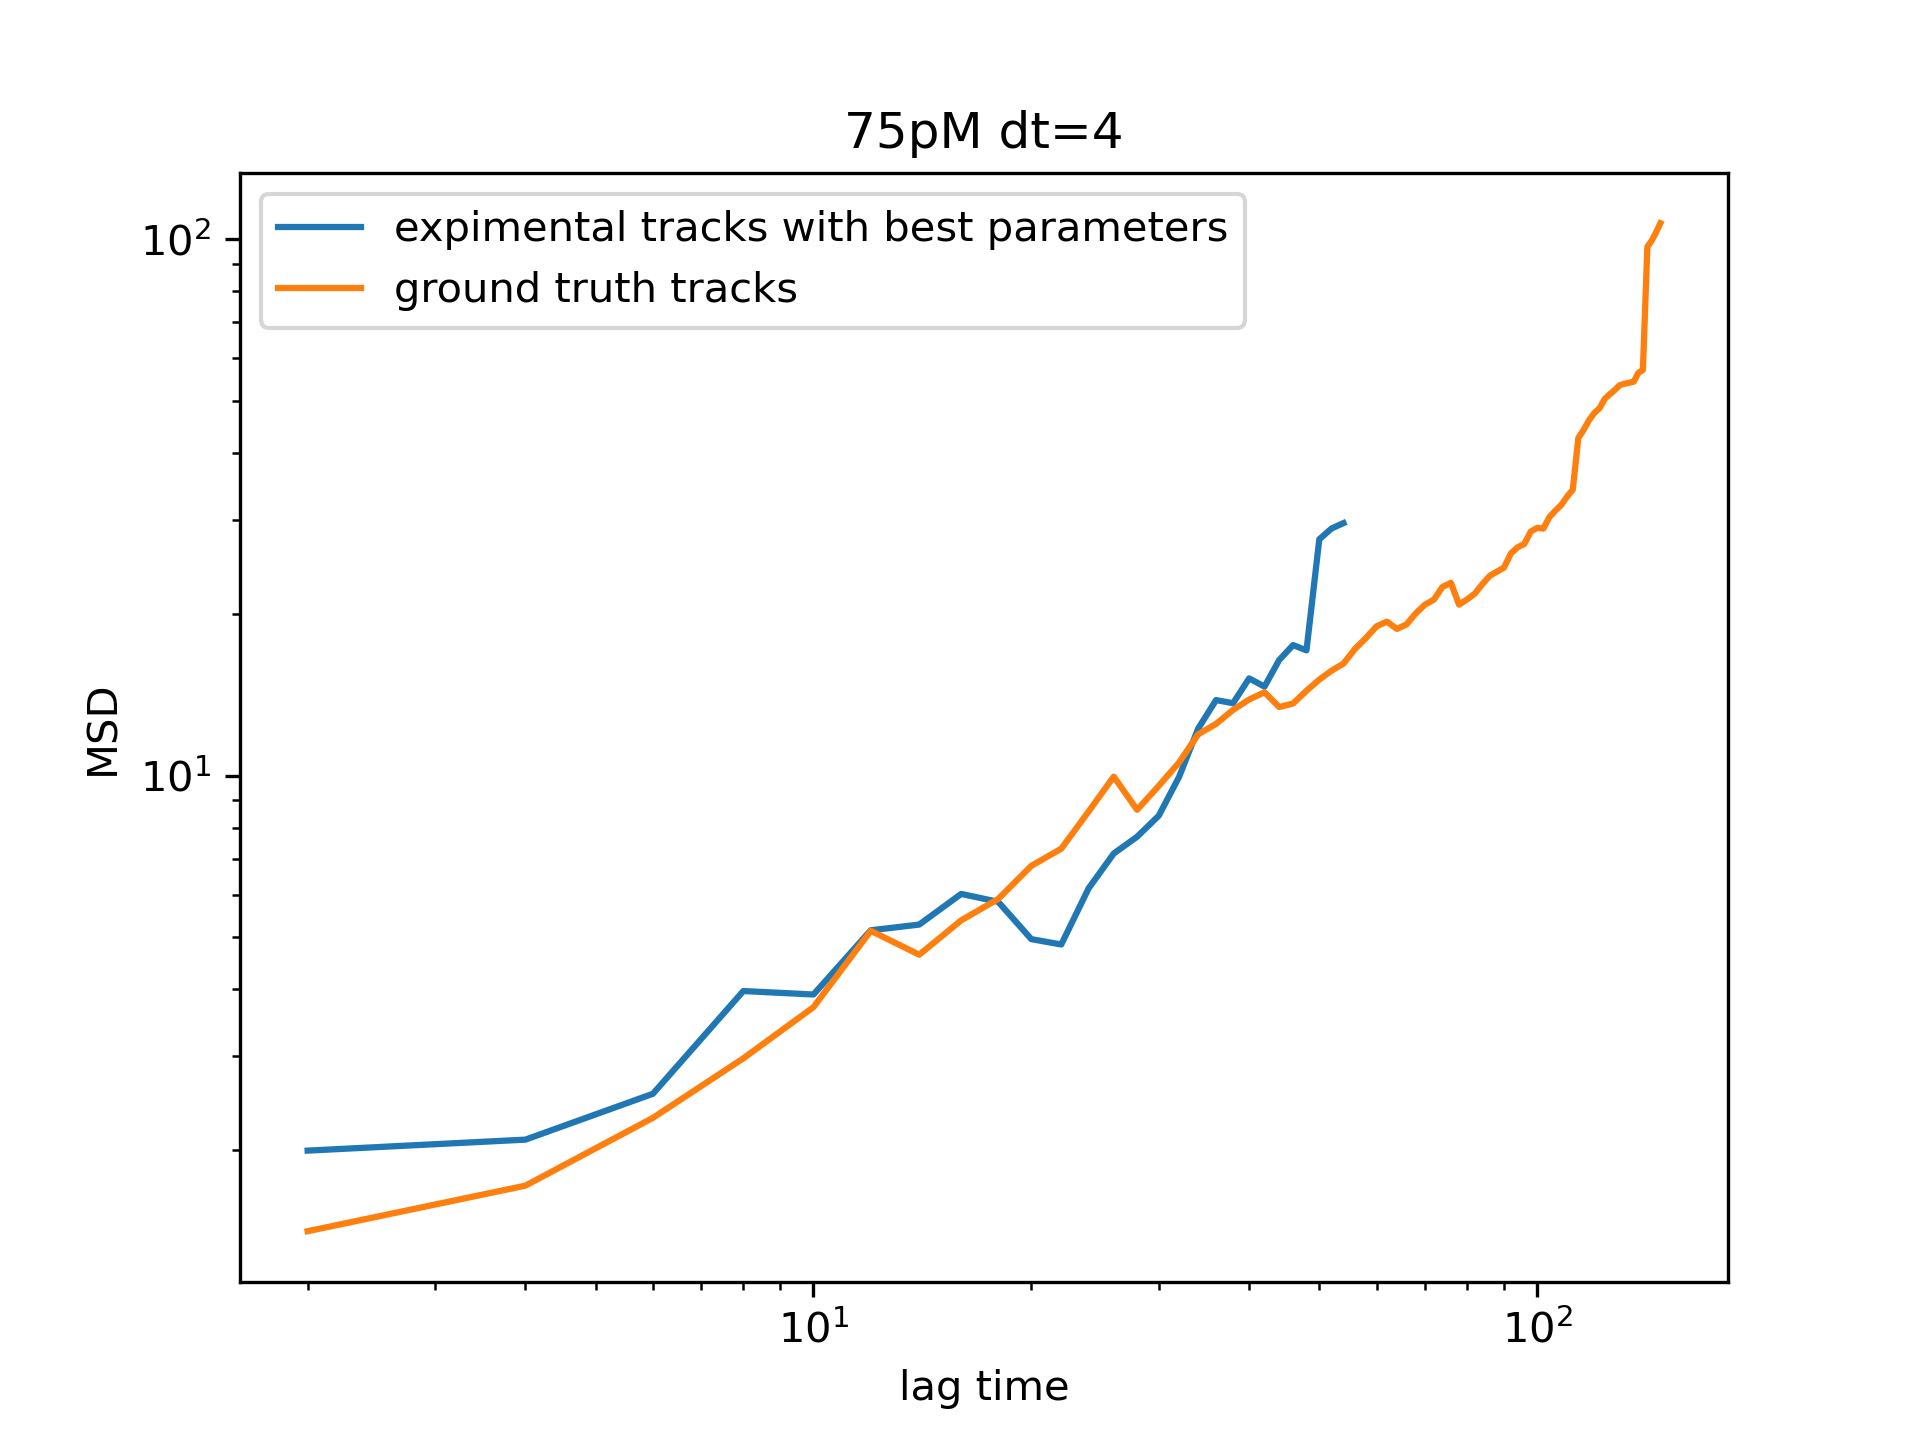 75pM dt=4
expimental tracks with best parameters
ground truth tracks
10²
10¹
MSD
10¹ 10²
lag time